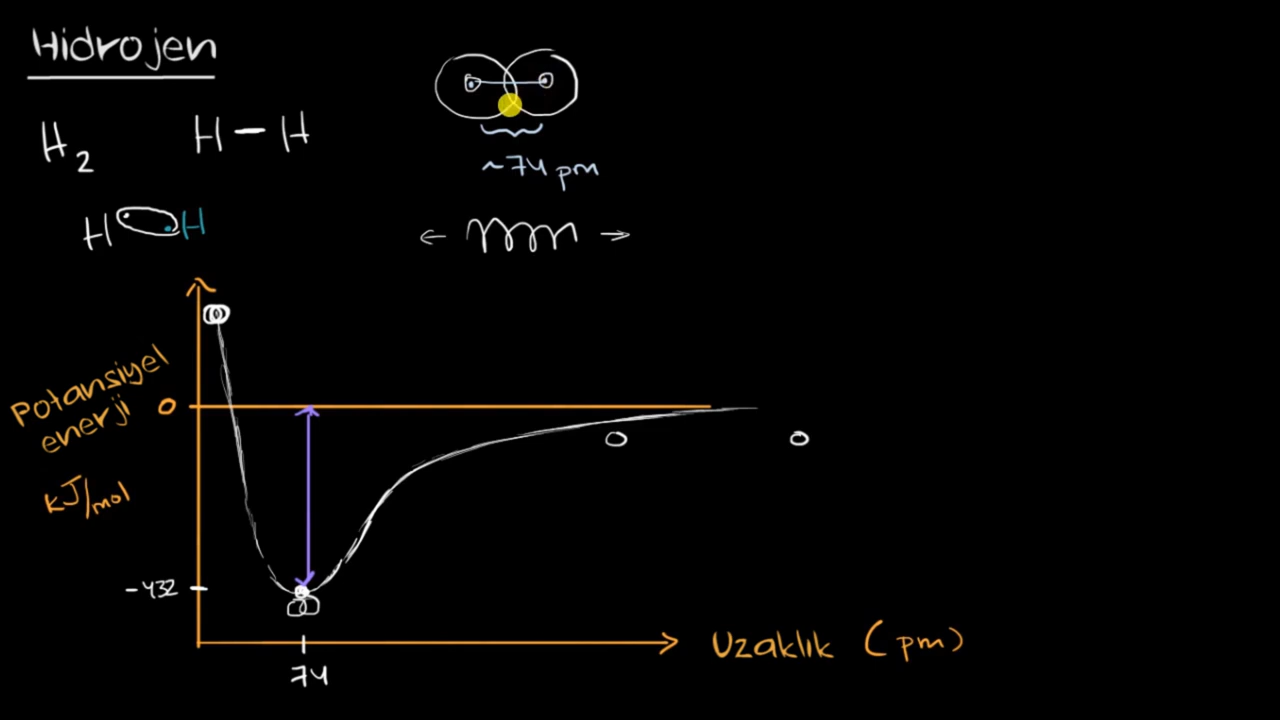 Hidrojen
H₂ H–H
~74 pm
H H
Potansiyel
enerji
0
kJ/mol
-432
74
Uzaklık (pm)